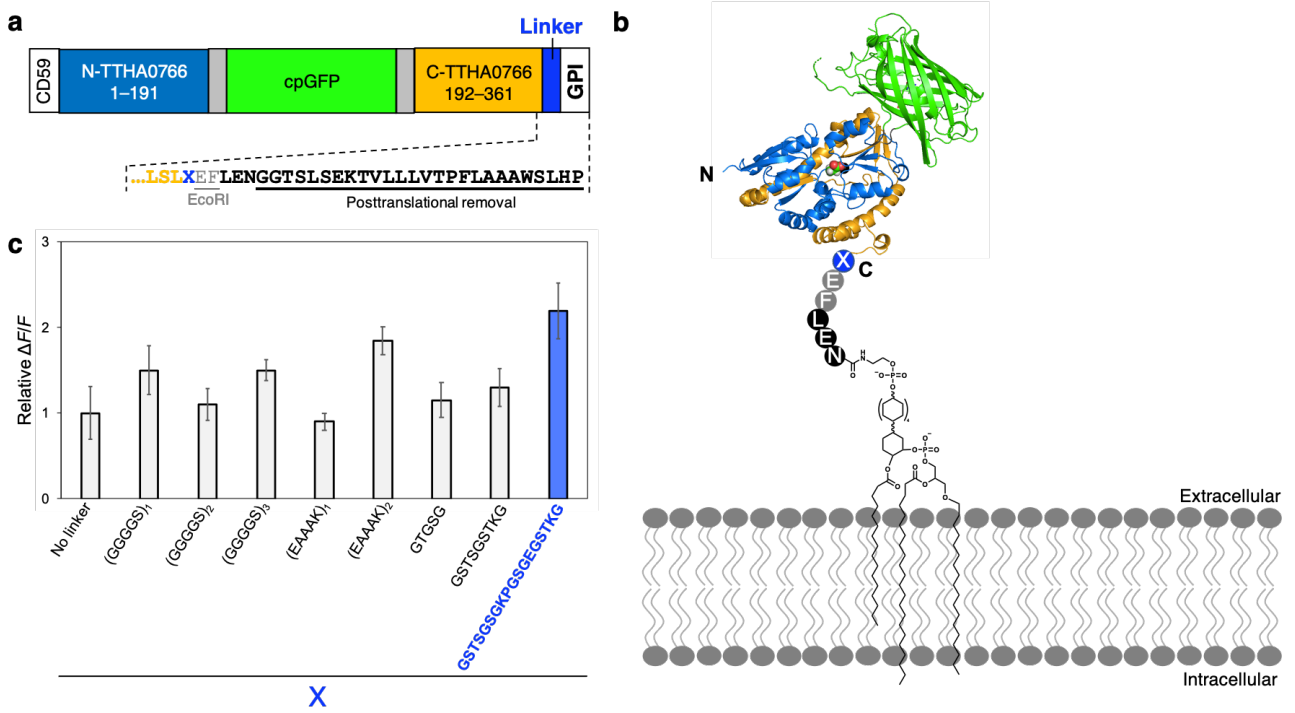 a
Linker
CD59
N-TTHA0766
1–191
cpGFP
C-TTHA0766
192–361
GPI
...LSLXEFLENGGTSLSEKTVLLLVTPFLAAAWSLHP
EcoRI
Posttranslational removal
b
N
X
C
E
F
L
E
N
H
N
O
O
⁻O
P
O
O
4
O
O
P
O⁻
O
O
O
O
O
O
Extracellular
Intracellular
c
Relative ΔF/F
3
2
1
0
No linker
(GGGGS)₁
(GGGGS)₂
(GGGGS)₃
(EAAAK)₁
(EAAAK)₂
GTGSG
GSTSGSTKG
GSTSGSGKPGSGEGSTKG
X